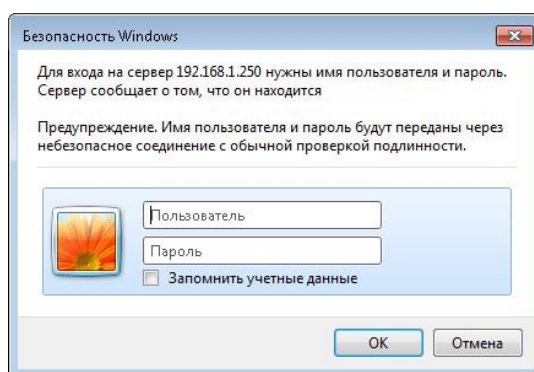 Безопасность Windows
Для входа на сервер 192.168.1.250 нужны имя пользователя и пароль.
Сервер сообщает о том, что он находится
Предупреждение. Имя пользователя и пароль будут переданы через
небезопасное соединение с обычной проверкой подлинности.
Пользователь
Пароль
Запомнить учетные данные
OK
Отмена